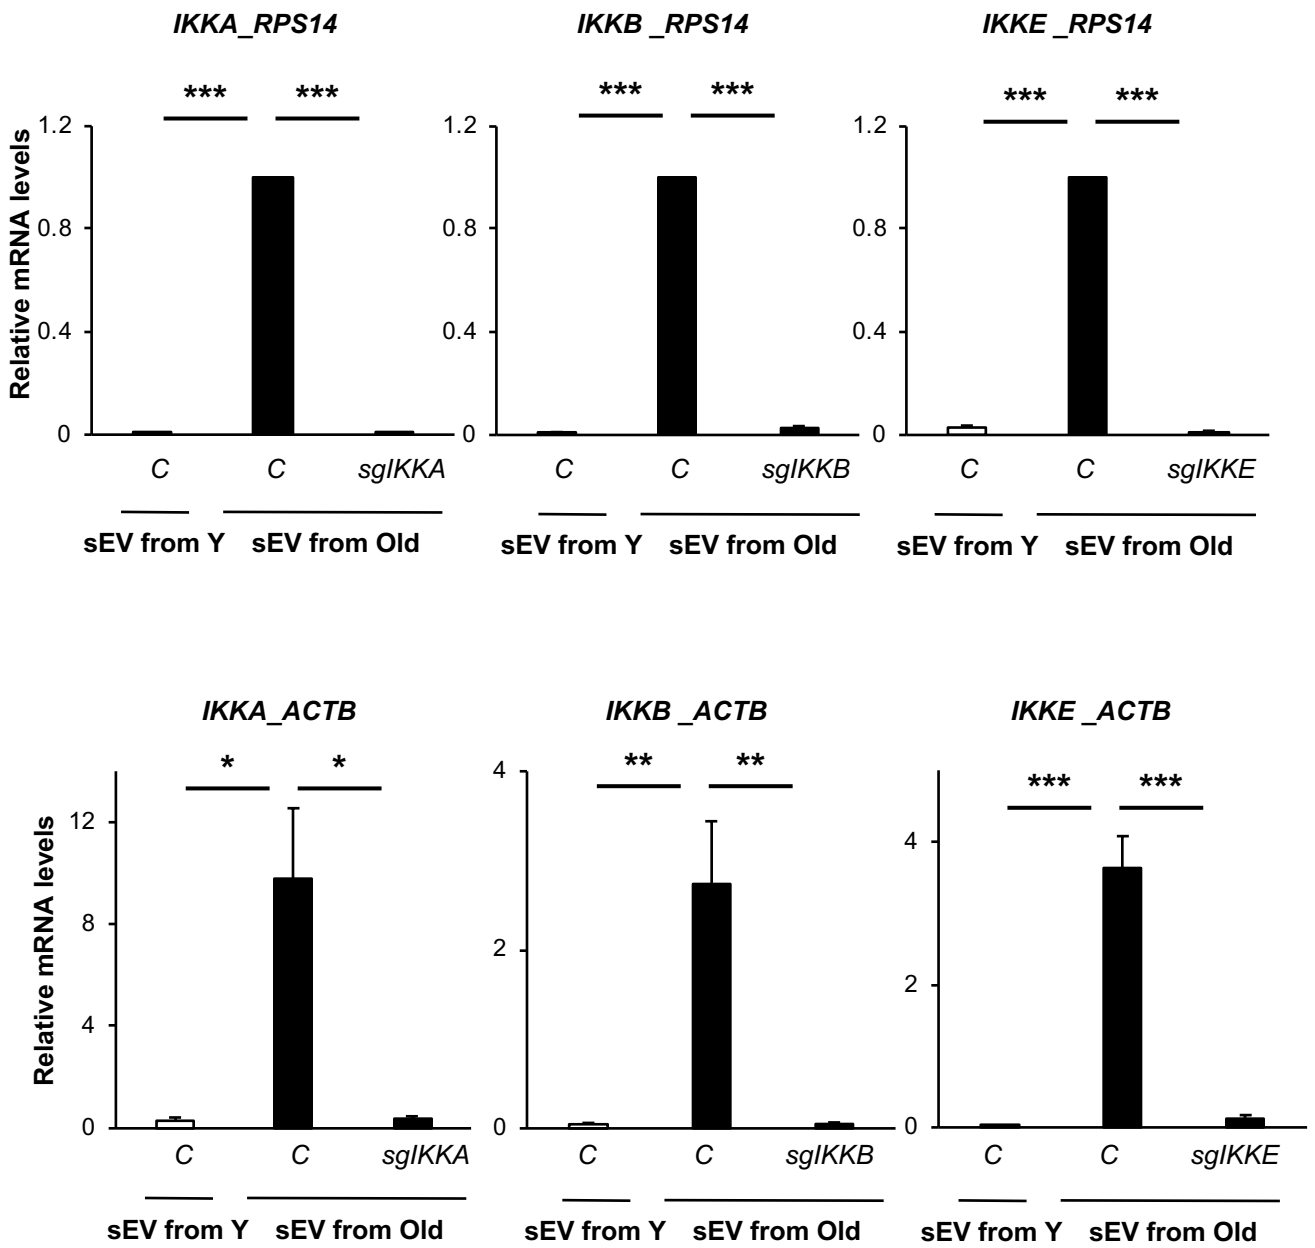 IKKA_RPS14
IKKB _RPS14
IKKE _RPS14
*** ***
*** ***
*** ***
Relative mRNA levels
1.2
0.8
0.4
0
1.2
0.8
0.4
0
1.2
0.8
0.4
0
C C sgIKKA
C C sgIKKB
C C sgIKKE
sEV from Y sEV from Old
sEV from Y sEV from Old
sEV from Y sEV from Old
IKKA_ACTB
IKKB _ACTB
IKKE _ACTB
* *
** **
*** ***
Relative mRNA levels
12
8
4
0
4
2
0
4
2
0
C C sgIKKA
C C sgIKKB
C C sgIKKE
sEV from Y sEV from Old
sEV from Y sEV from Old
sEV from Y sEV from Old